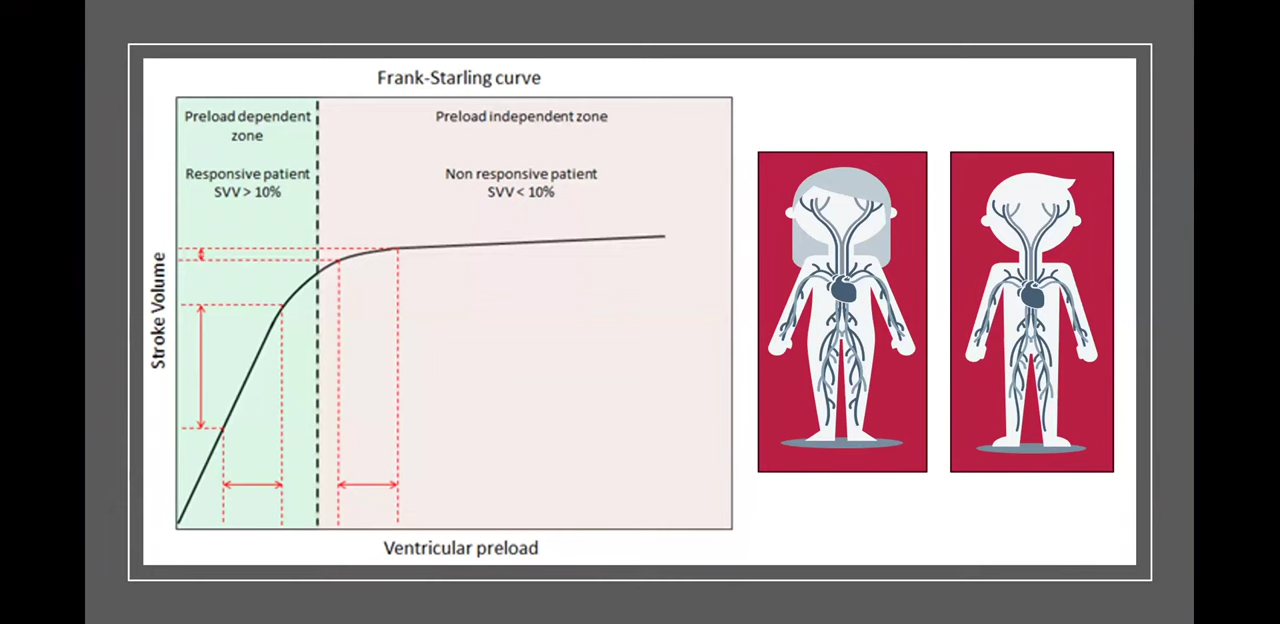 Frank-Starling curve
Preload dependent
zone
Preload independent zone
Responsive patient
SVV > 10%
Non responsive patient
SVV < 10%
Stroke Volume
Ventricular preload